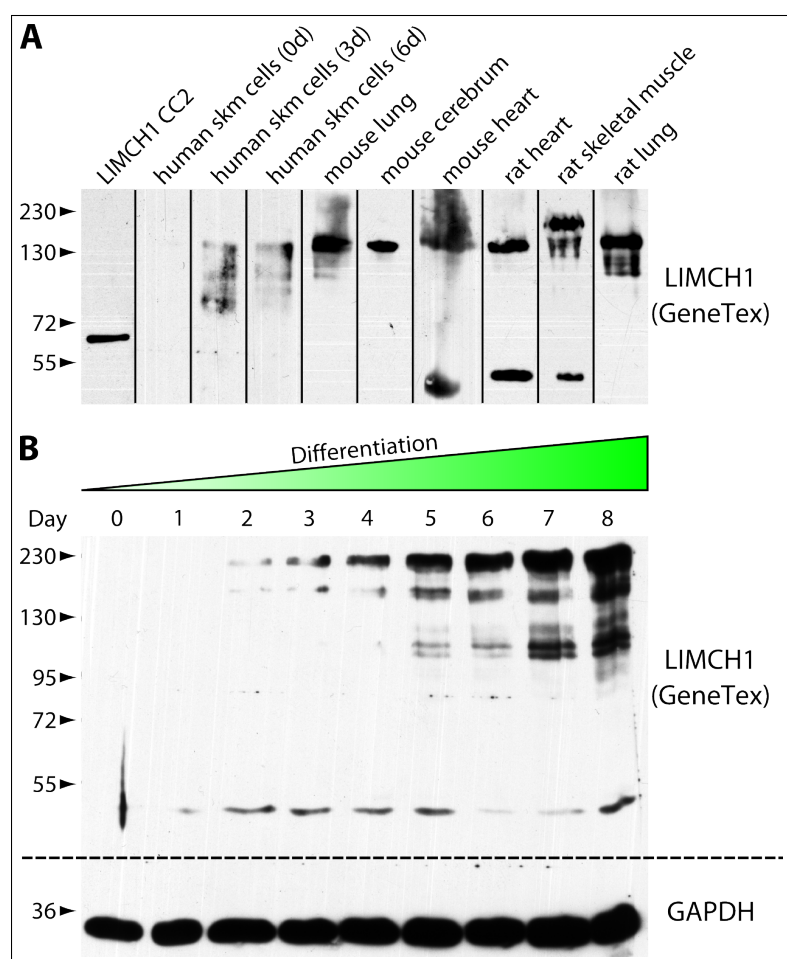 A
LIMCH1 CC2
human skm cells (0d)
human skm cells (3d)
human skm cells (6d)
mouse lung
mouse cerebrum
mouse heart
rat heart
rat skeletal muscle
rat lung
230
130
72
55
LIMCH1
(GeneTex)
B
Differentiation
Day 0 1 2 3 4 5 6 7 8
230
130
95
72
55
LIMCH1
(GeneTex)
36
GAPDH